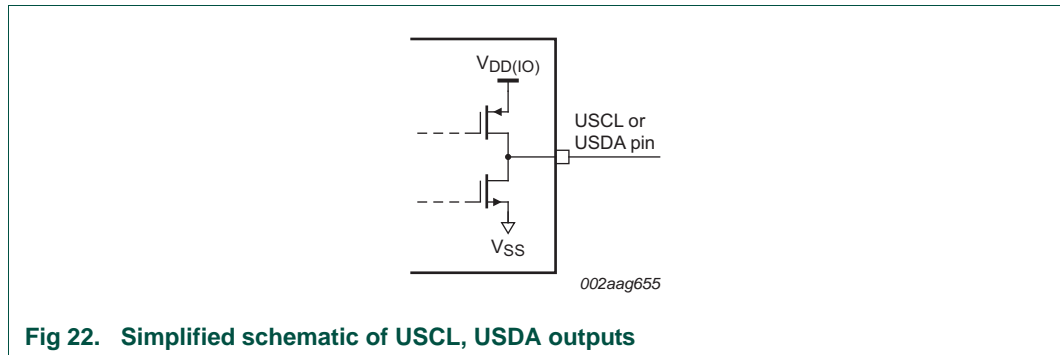 VDD(IO)
USCL or
USDA pin
VSS
002aag655
Fig 22. Simplified schematic of USCL, USDA outputs